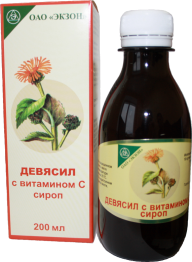 ОАО «ЭКЗОН»
ДЕВЯСИЛ
с витамином С
сироп
200 мл
ДЕВЯСИЛ с витамином С
сироп